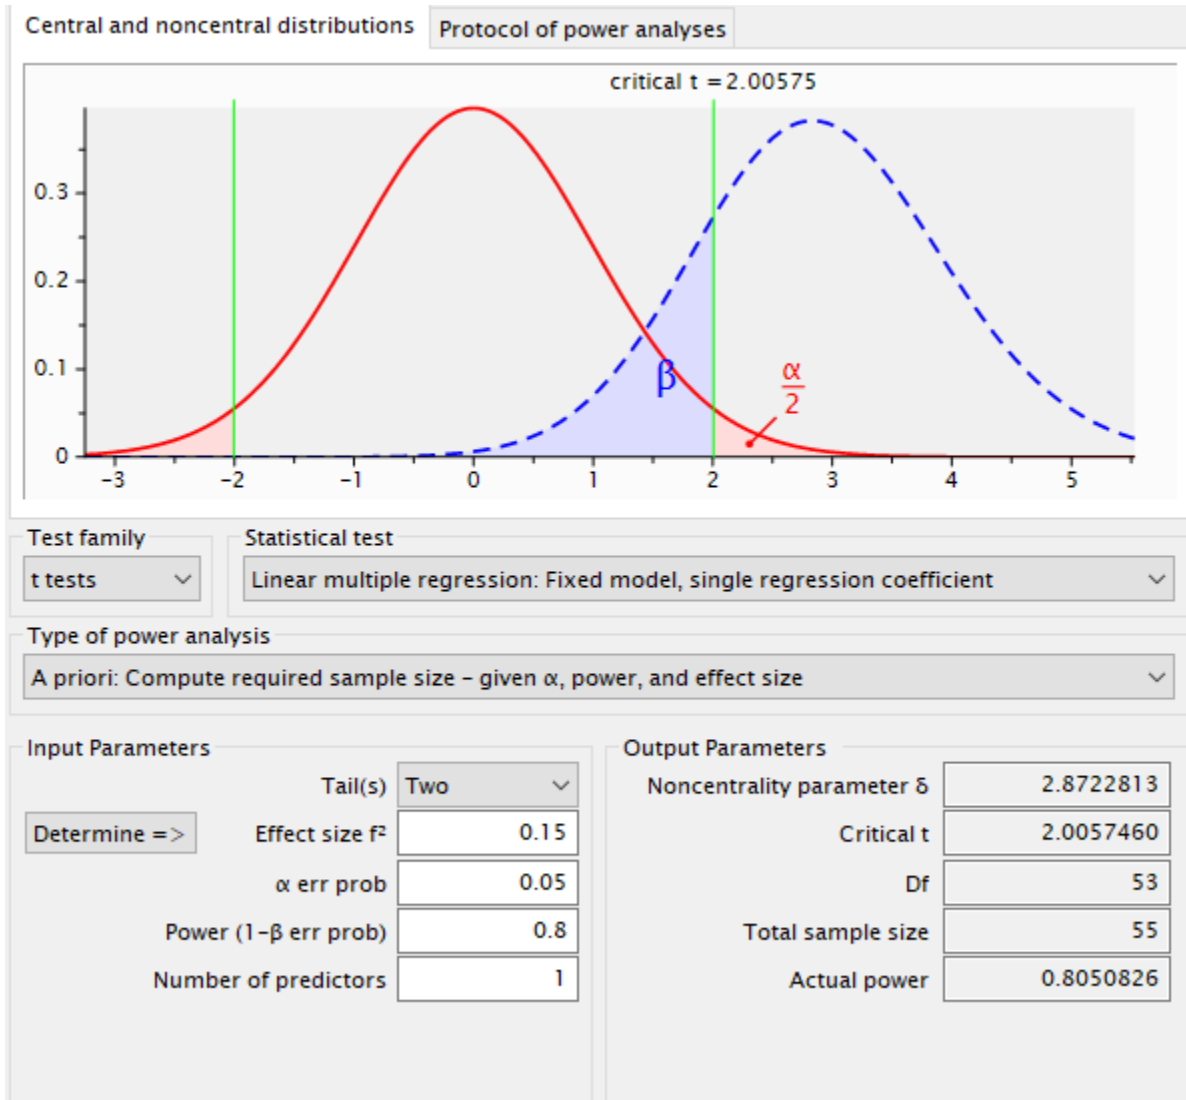 Central and noncentral distributions Protocol of power analyses
critical t = 2.00575
0.3
0.2
0.1
0
β
α
2
-3 -2 -1 0 1 2 3 4 5
Test family Statistical test
t tests Linear multiple regression: Fixed model, single regression coefficient
Type of power analysis
A priori: Compute required sample size – given α, power, and effect size
Input Parameters Output Parameters
Tail(s) Two Noncentrality parameter δ 2.8722813
Determine => Effect size f² 0.15 Critical t 2.0057460
α err prob 0.05 Df 53
Power (1-β err prob) 0.8 Total sample size 55
Number of predictors 1 Actual power 0.8050826